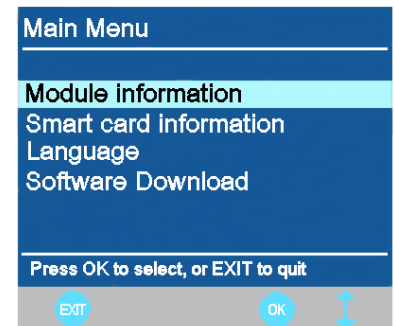 Main Menu
Module information
Smart card information
Language
Software Download
Press OK to select, or EXIT to quit
EXIT OK